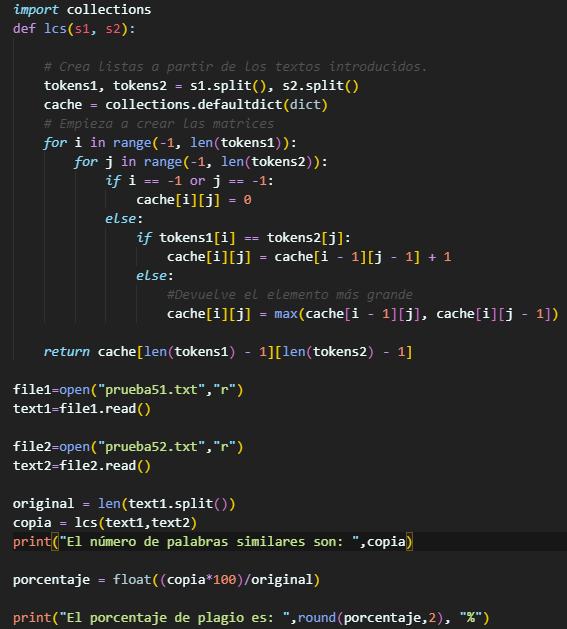 import collections
def lcs(s1, s2):
# Crea listas a partir de los textos introducidos.
tokens1, tokens2 = s1.split(), s2.split()
cache = collections.defaultdict(dict)
# Empieza a crear las matrices
for i in range(-1, len(tokens1)):
for j in range(-1, len(tokens2)):
if i == -1 or j == -1:
cache[i][j] = 0
else:
if tokens1[i] == tokens2[j]:
cache[i][j] = cache[i - 1][j - 1] + 1
else:
#Devuelve el elemento más grande
cache[i][j] = max(cache[i - 1][j], cache[i][j - 1])
return cache[len(tokens1) - 1][len(tokens2) - 1]
file1=open("prueba51.txt","r")
text1=file1.read()
file2=open("prueba52.txt","r")
text2=file2.read()
original = len(text1.split())
copia = lcs(text1,text2)
print("El número de palabras similares son: ",copia)
porcentaje = float((copia*100)/original)
print("El porcentaje de plagio es: ",round(porcentaje,2), "%")